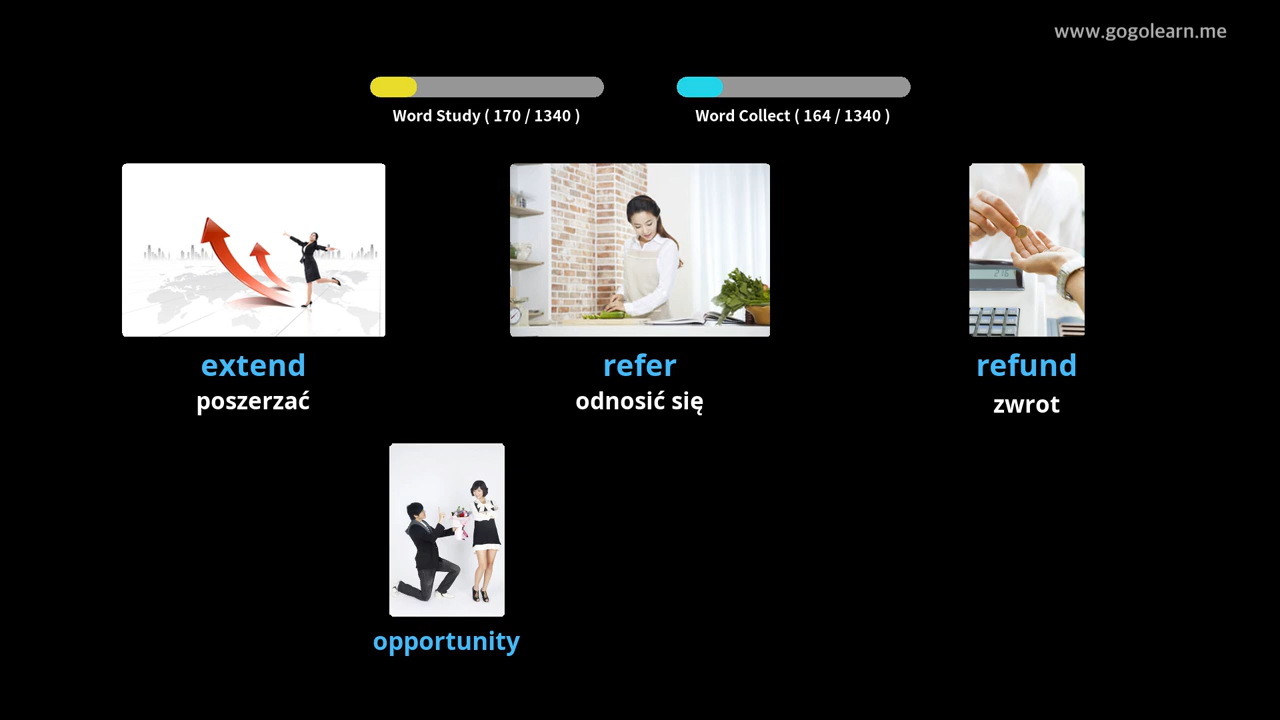 www.gogolearn.me
Word Study ( 170 / 1340 )
Word Collect ( 164 / 1340 )
extend
refer
refund
poszerzać
odnosić się
zwrot
opportunity